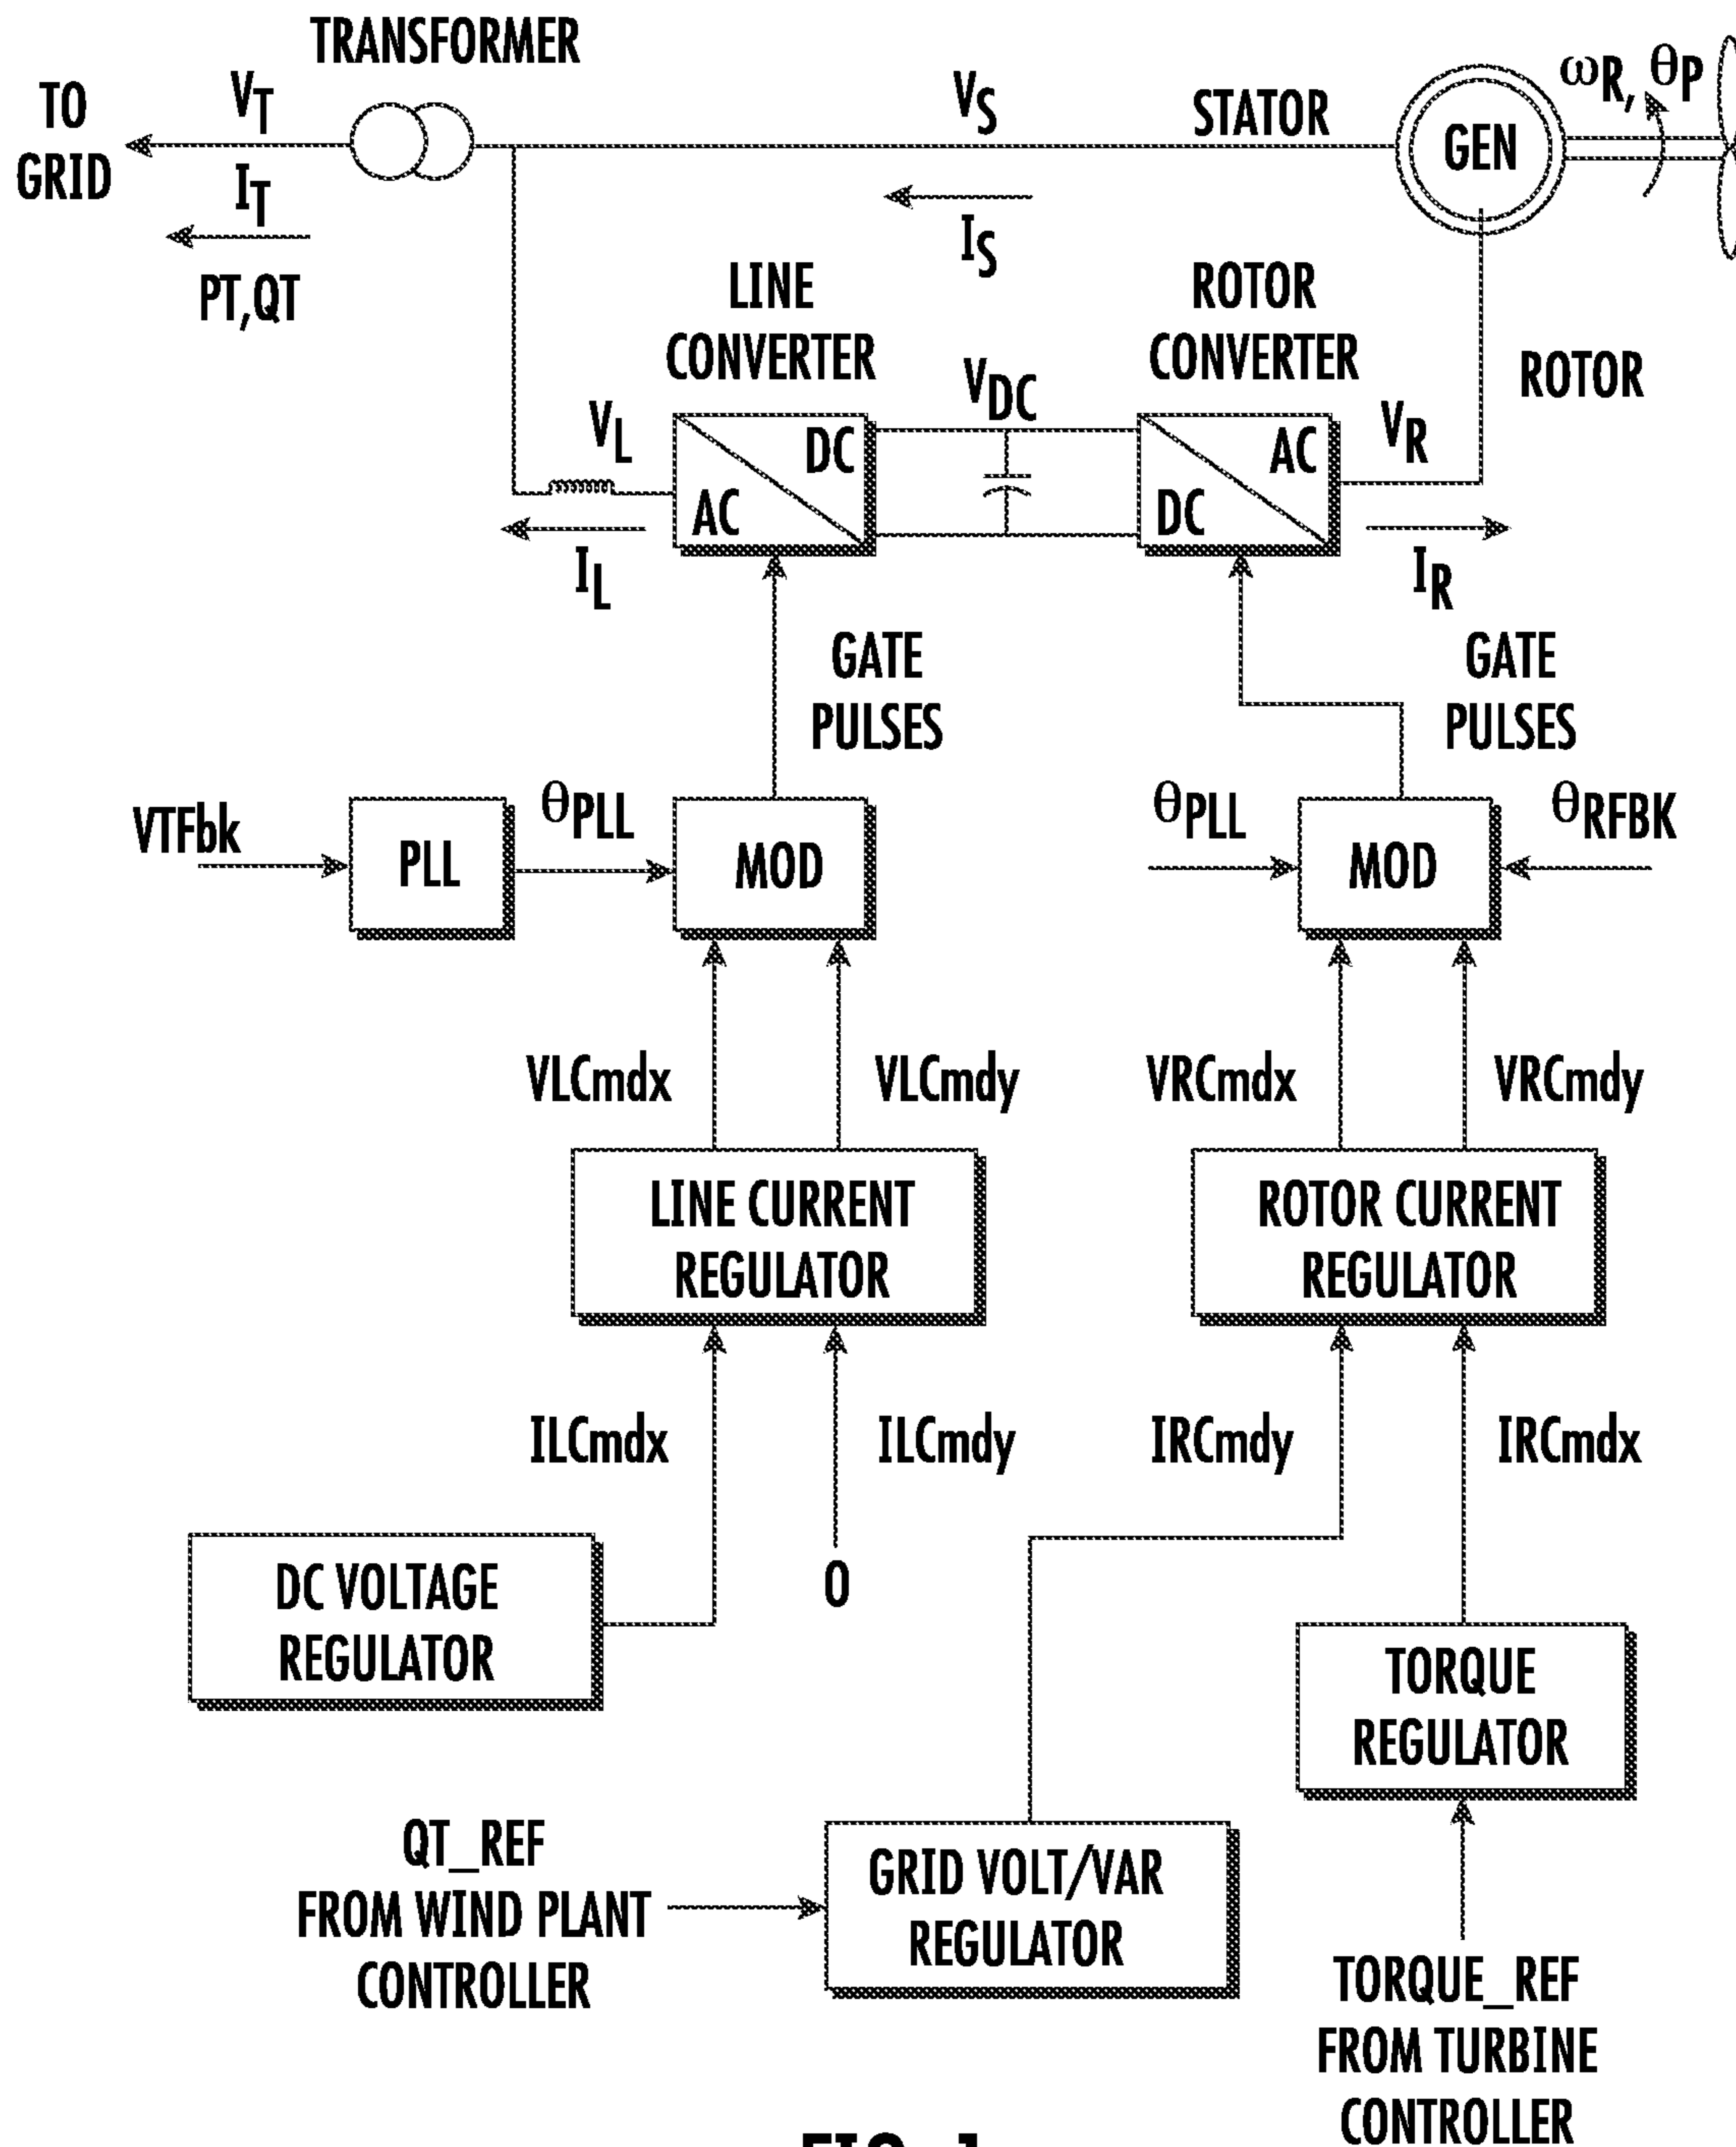 TRANSFORMER
TO
GRID
VT
IT
PT,QT
VS
IS
STATOR
GEN
ωR, θP
LINE
CONVERTER
ROTOR
CONVERTER
ROTOR
VL
IL
DC
AC
VDC
AC
DC
VR
IR
GATE
PULSES
GATE
PULSES
VTFbk
PLL
θPLL
MOD
θPLL
MOD
θRFBK
VLCmdx
VLCmdy
VRCmdx
VRCmdy
LINE CURRENT
REGULATOR
ROTOR CURRENT
REGULATOR
ILCmdx
ILCmdy
IRCmdy
IRCmdx
DC VOLTAGE
REGULATOR
0
TORQUE
REGULATOR
QT_REF
FROM WIND PLANT
CONTROLLER
GRID VOLT/VAR
REGULATOR
TORQUE_REF
FROM TURBINE
CONTROLLER